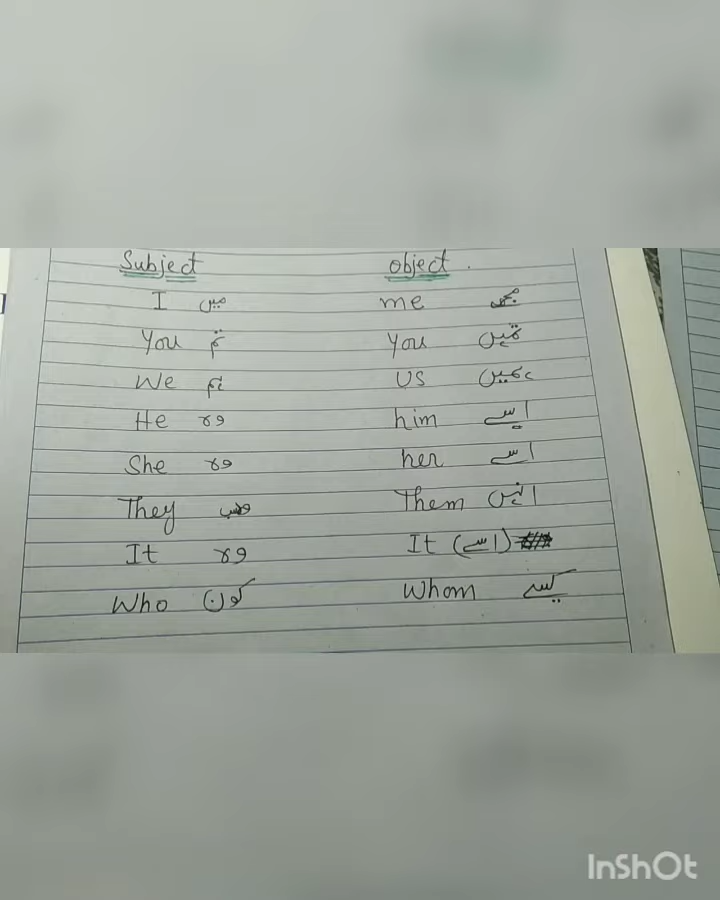 Subject object .
I میں me مجھے
You تم You تمہیں
We ہم US ہمیں
He وہ him اسے
She وہ her اسے
They وہ سب Them انہیں
It وہ It (اسے)
Who کون Whom کسے
InShOt